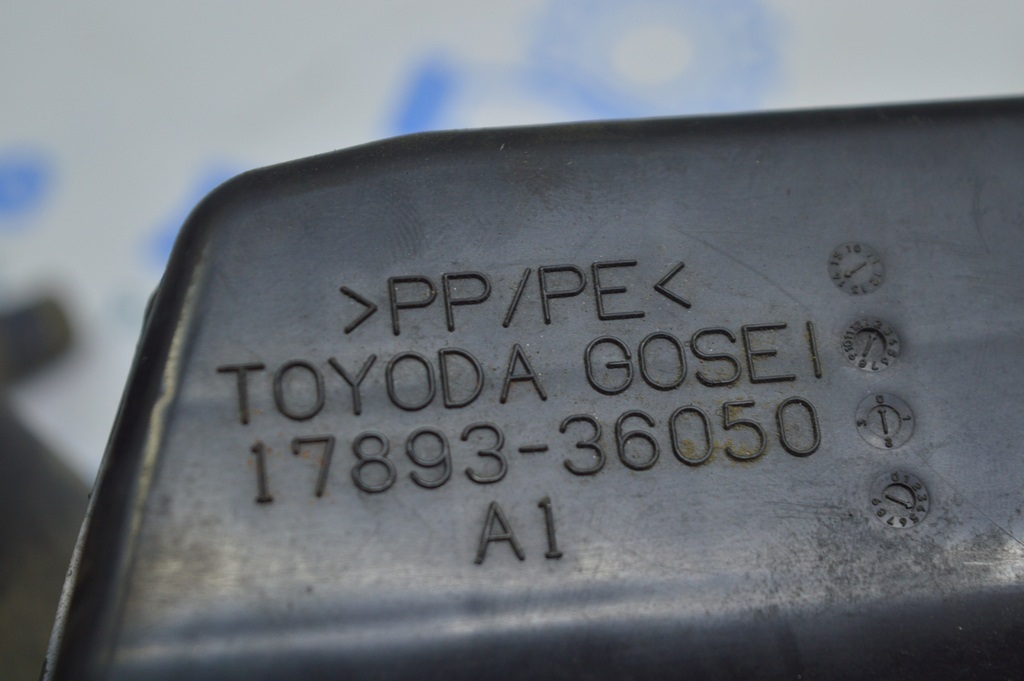 >PP/PE<
TOYODA GOSEI
17893-36050
A1